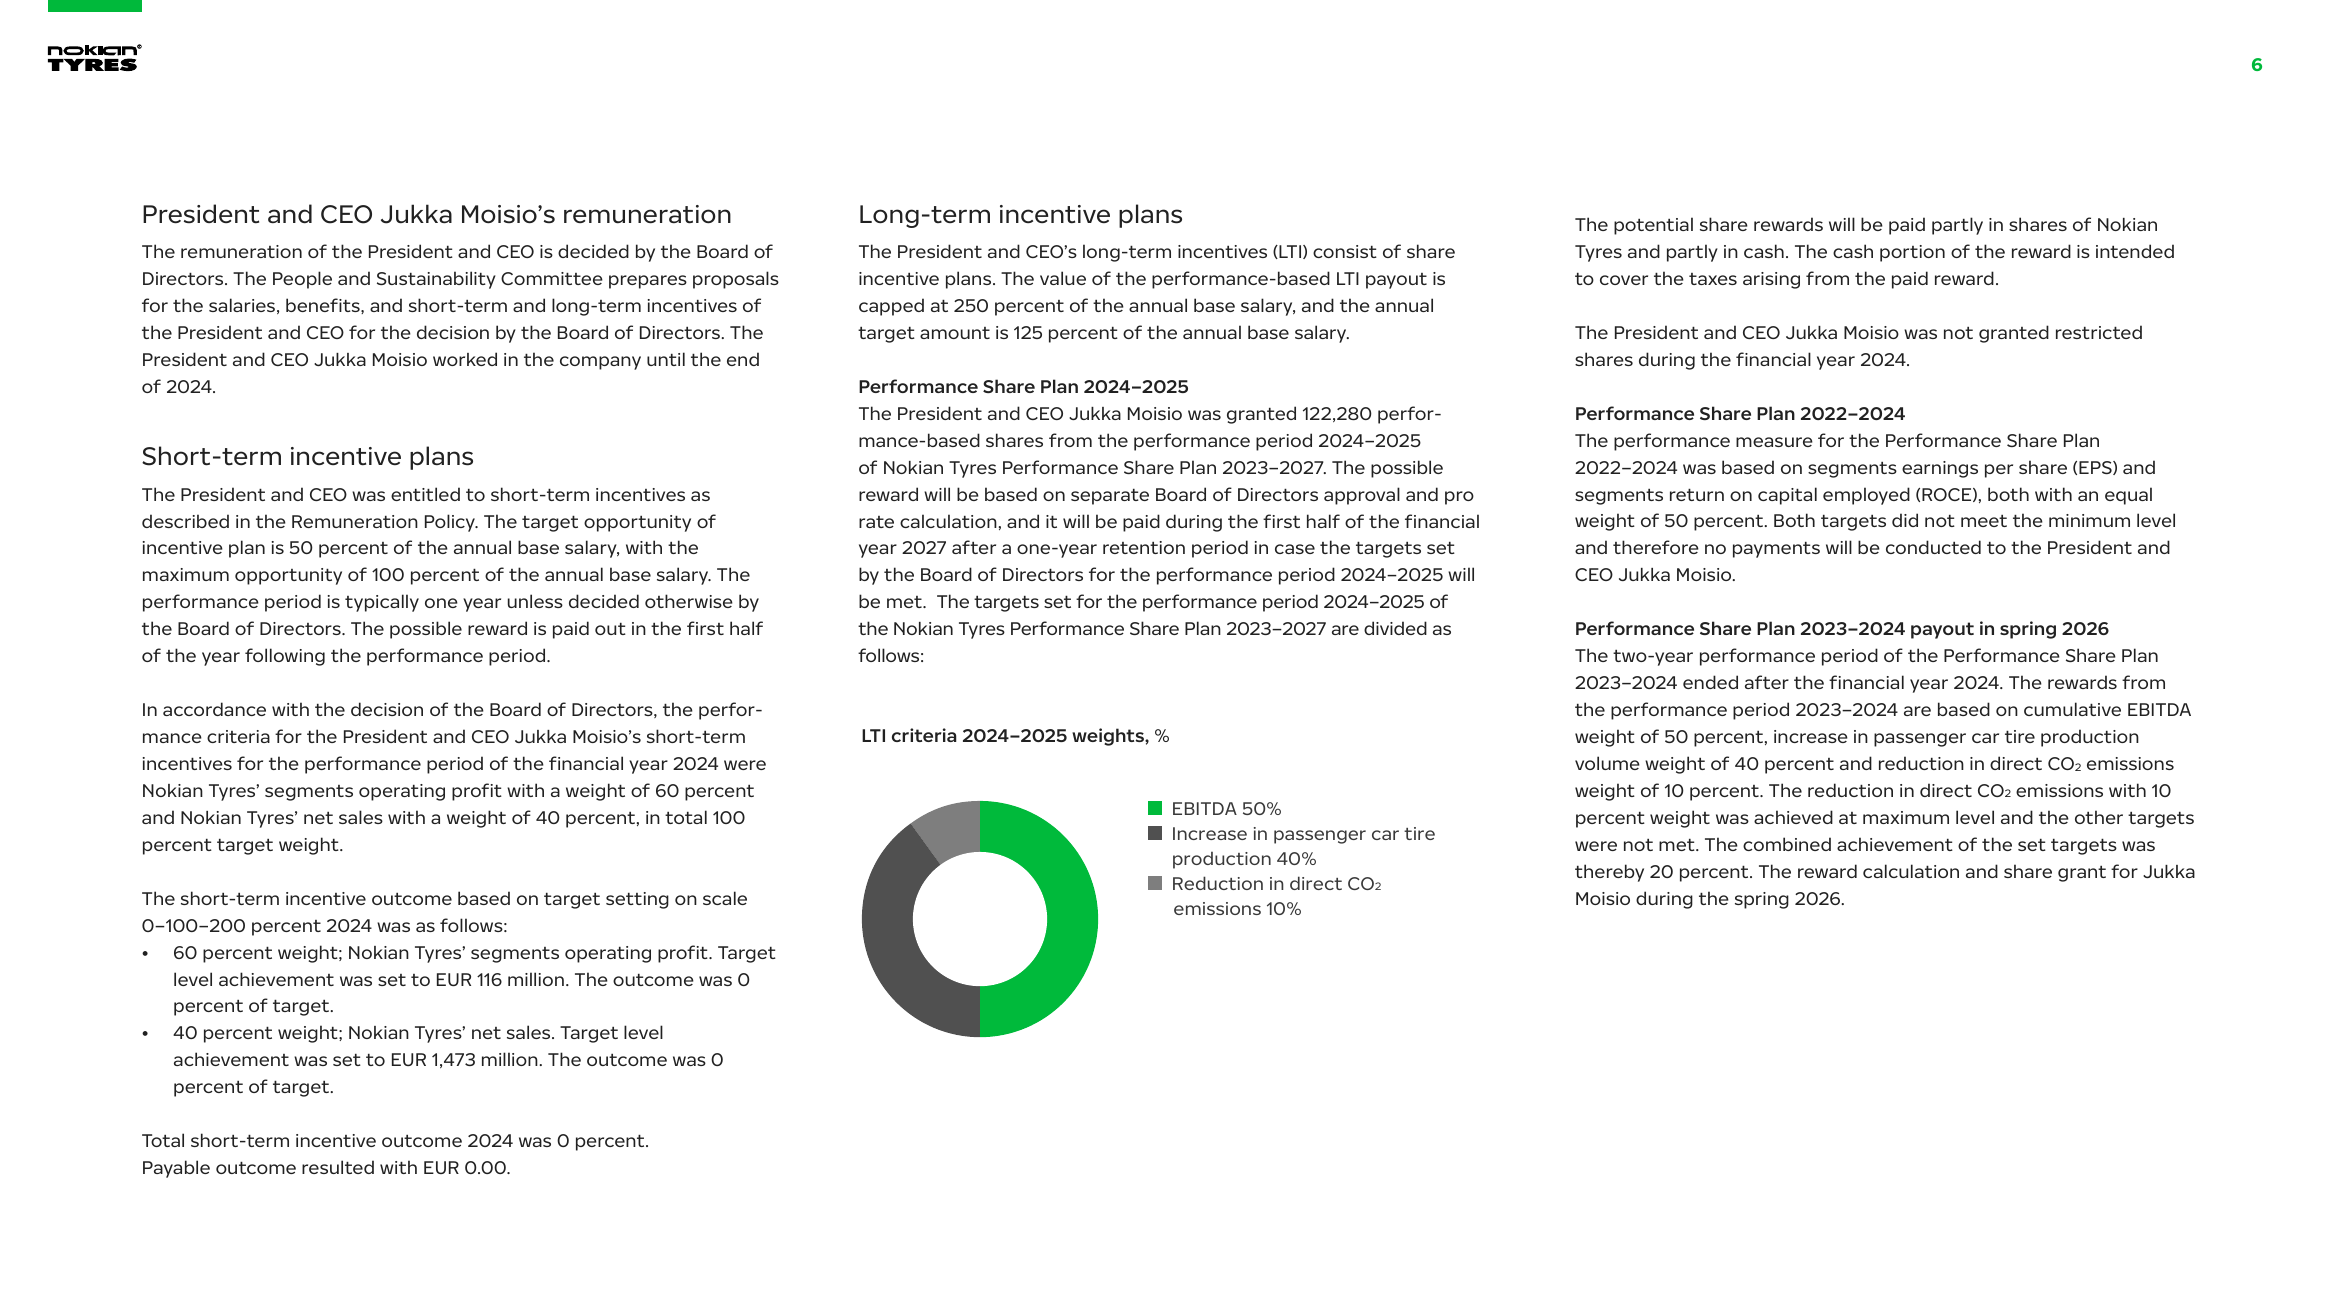 nokian®
TYRES
6
President and CEO Jukka Moisio’s remuneration
The remuneration of the President and CEO is decided by the Board of
Directors. The People and Sustainability Committee prepares proposals
for the salaries, benefits, and short-term and long-term incentives of
the President and CEO for the decision by the Board of Directors. The
President and CEO Jukka Moisio worked in the company until the end
of 2024.
Short-term incentive plans
The President and CEO was entitled to short-term incentives as
described in the Remuneration Policy. The target opportunity of
incentive plan is 50 percent of the annual base salary, with the
maximum opportunity of 100 percent of the annual base salary. The
performance period is typically one year unless decided otherwise by
the Board of Directors. The possible reward is paid out in the first half
of the year following the performance period.
In accordance with the decision of the Board of Directors, the perfor-
mance criteria for the President and CEO Jukka Moisio’s short-term
incentives for the performance period of the financial year 2024 were
Nokian Tyres’ segments operating profit with a weight of 60 percent
and Nokian Tyres’ net sales with a weight of 40 percent, in total 100
percent target weight.
The short-term incentive outcome based on target setting on scale
0–100–200 percent 2024 was as follows:
• 60 percent weight; Nokian Tyres’ segments operating profit. Target
level achievement was set to EUR 116 million. The outcome was 0
percent of target.
• 40 percent weight; Nokian Tyres’ net sales. Target level
achievement was set to EUR 1,473 million. The outcome was 0
percent of target.
Total short-term incentive outcome 2024 was 0 percent.
Payable outcome resulted with EUR 0.00.
Long-term incentive plans
The President and CEO’s long-term incentives (LTI) consist of share
incentive plans. The value of the performance-based LTI payout is
capped at 250 percent of the annual base salary, and the annual
target amount is 125 percent of the annual base salary.
Performance Share Plan 2024–2025
The President and CEO Jukka Moisio was granted 122,280 perfor-
mance-based shares from the performance period 2024–2025
of Nokian Tyres Performance Share Plan 2023–2027. The possible
reward will be based on separate Board of Directors approval and pro
rate calculation, and it will be paid during the first half of the financial
year 2027 after a one-year retention period in case the targets set
by the Board of Directors for the performance period 2024–2025 will
be met.  The targets set for the performance period 2024–2025 of
the Nokian Tyres Performance Share Plan 2023–2027 are divided as
follows:
LTI criteria 2024–2025 weights, %
EBITDA 50%
Increase in passenger car tire
production 40%
Reduction in direct CO₂
emissions 10%
The potential share rewards will be paid partly in shares of Nokian
Tyres and partly in cash. The cash portion of the reward is intended
to cover the taxes arising from the paid reward.
The President and CEO Jukka Moisio was not granted restricted
shares during the financial year 2024.
Performance Share Plan 2022–2024
The performance measure for the Performance Share Plan
2022–2024 was based on segments earnings per share (EPS) and
segments return on capital employed (ROCE), both with an equal
weight of 50 percent. Both targets did not meet the minimum level
and therefore no payments will be conducted to the President and
CEO Jukka Moisio.
Performance Share Plan 2023–2024 payout in spring 2026
The two-year performance period of the Performance Share Plan
2023–2024 ended after the financial year 2024. The rewards from
the performance period 2023–2024 are based on cumulative EBITDA
weight of 50 percent, increase in passenger car tire production
volume weight of 40 percent and reduction in direct CO₂ emissions
weight of 10 percent. The reduction in direct CO₂ emissions with 10
percent weight was achieved at maximum level and the other targets
were not met. The combined achievement of the set targets was
thereby 20 percent. The reward calculation and share grant for Jukka
Moisio during the spring 2026.